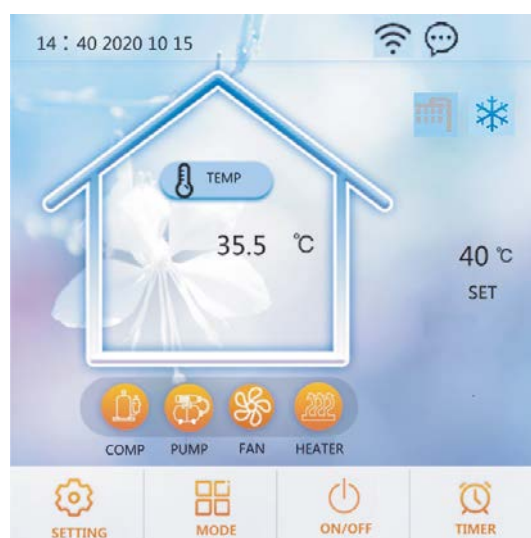 14：40 2020 10 15
TEMP
35.5 ℃
40 ℃
SET
COMP PUMP FAN HEATER
SETTING MODE ON/OFF TIMER